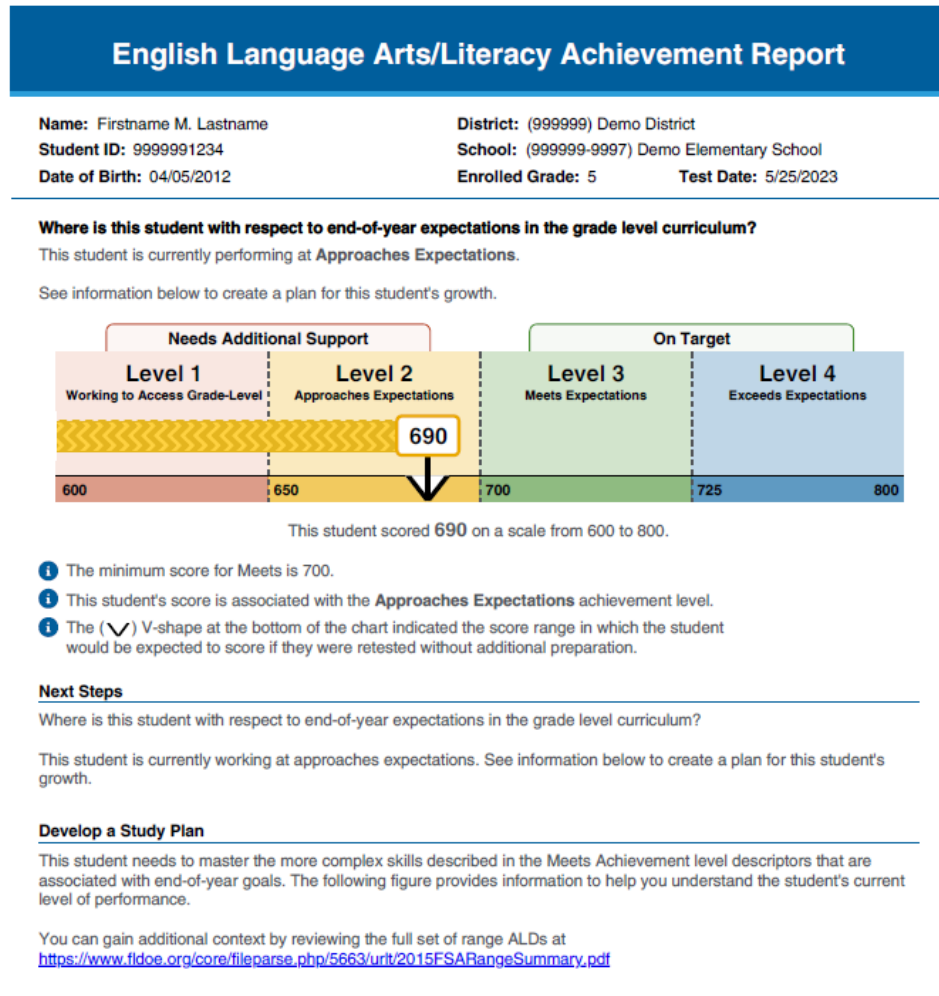 English Language Arts/Literacy Achievement Report
Name: Firstname M. Lastname
District: (999999) Demo District
Student ID: 9999991234
School: (999999-9997) Demo Elementary School
Date of Birth: 04/05/2012
Enrolled Grade: 5
Test Date: 5/25/2023
Where is this student with respect to end-of-year expectations in the grade level curriculum?
This student is currently performing at Approaches Expectations.
See information below to create a plan for this student's growth.
Needs Additional Support
On Target
Level 1
Working to Access Grade-Level
Level 2
Approaches Expectations
Level 3
Meets Expectations
Level 4
Exceeds Expectations
690
600
650
700
725
800
This student scored 690 on a scale from 600 to 800.
i The minimum score for Meets is 700.
i This student's score is associated with the Approaches Expectations achievement level.
i The ( ) V-shape at the bottom of the chart indicated the score range in which the student
would be expected to score if they were retested without additional preparation.
Next Steps
Where is this student with respect to end-of-year expectations in the grade level curriculum?
This student is currently working at approaches expectations. See information below to create a plan for this student's
growth.
Develop a Study Plan
This student needs to master the more complex skills described in the Meets Achievement level descriptors that are
associated with end-of-year goals. The following figure provides information to help you understand the student's current
level of performance.
You can gain additional context by reviewing the full set of range ALDs at
https://www.fldoe.org/core/fileparse.php/5663/urlt/2015FSARangeSummary.pdf